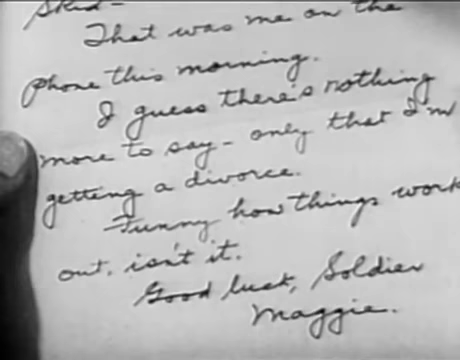 Skid -
That was me on the
phone this morning.
I guess there's nothing
more to say - only that I'm
getting a divorce.
Funny how things work
out. isn't it.
Good luck, Soldier
Maggie.